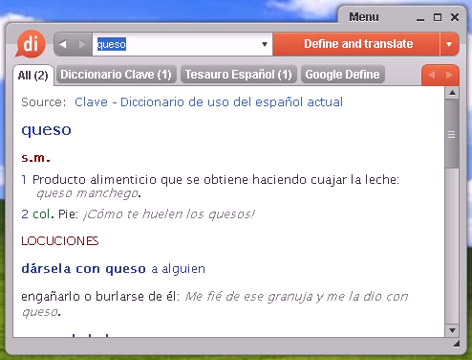 Menu
di
queso
Define and translate
All (2)
Diccionario Clave (1)
Tesauro Español (1)
Google Define
Source: Clave - Diccionario de uso del español actual
queso
s.m.
1 Producto alimenticio que se obtiene haciendo cuajar la leche:
queso manchego.
2 col. Pie: ¡Cómo te huelen los quesos!
LOCUCIONES
dársela con queso a alguien
engañarlo o burlarse de él: Me fié de ese granuja y me la dio con
queso.